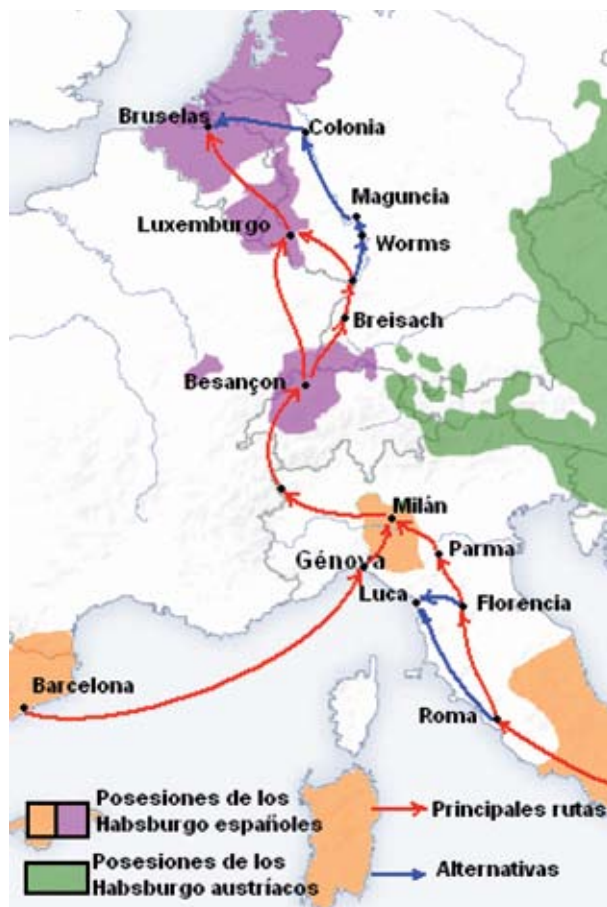 Bruselas
Colonia
Maguncia
Luxemburgo
Worms
Breisach
Besançon
Milán
Génova
Parma
Luca
Florencia
Barcelona
Roma
Posesiones de los
Habsburgo españoles
Principales rutas
Posesiones de los
Habsburgo austríacos
Alternativas